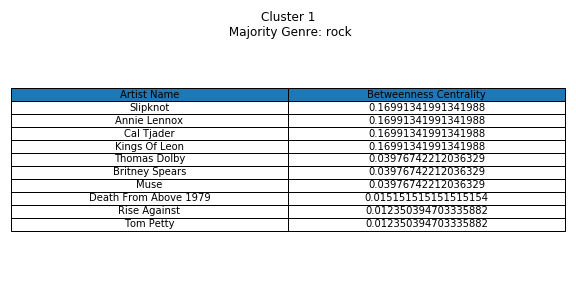 Cluster 1
Majority Genre: rock
Artist Name Betweenness Centrality
Slipknot 0.16991341991341988
Annie Lennox 0.16991341991341988
Cal Tjader 0.16991341991341988
Kings Of Leon 0.16991341991341988
Thomas Dolby 0.03976742212036329
Britney Spears 0.03976742212036329
Muse 0.03976742212036329
Death From Above 1979 0.015151515151515154
Rise Against 0.012350394703335882
Tom Petty 0.012350394703335882